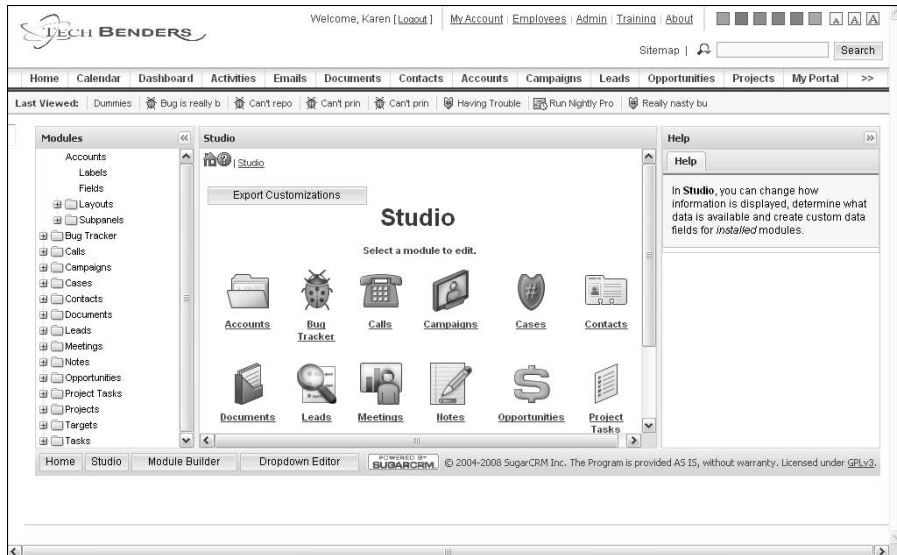 TECH BENDERS
Welcome, Karen [ Logout ] My Account | Employees | Admin | Training | About A A A
Sitemap | Search
Home Calendar Dashboard Activities Emails Documents Contacts Accounts Campaigns Leads Opportunities Projects My Portal >>
Last Viewed: Dummies Bug is really b Can't repo Can't prin Can't prin Having Trouble Run Nightly Pro Really nasty bu
Modules
Accounts
Labels
Fields
Layouts
Subpanels
Bug Tracker
Calls
Campaigns
Cases
Contacts
Documents
Leads
Meetings
Notes
Opportunities
Project Tasks
Projects
Targets
Tasks
Studio
| Studio
Export Customizations
Studio
Select a module to edit.
Accounts Bug Tracker Calls Campaigns Cases Contacts
Documents Leads Meetings Notes Opportunities Project Tasks
Help
Help
In Studio, you can change how
information is displayed, determine what
data is available and create custom data
fields for installed modules.
Home Studio Module Builder Dropdown Editor POWERED BY SUGARCRM. © 2004-2008 SugarCRM Inc. The Program is provided AS IS, without warranty. Licensed under GPLv3.